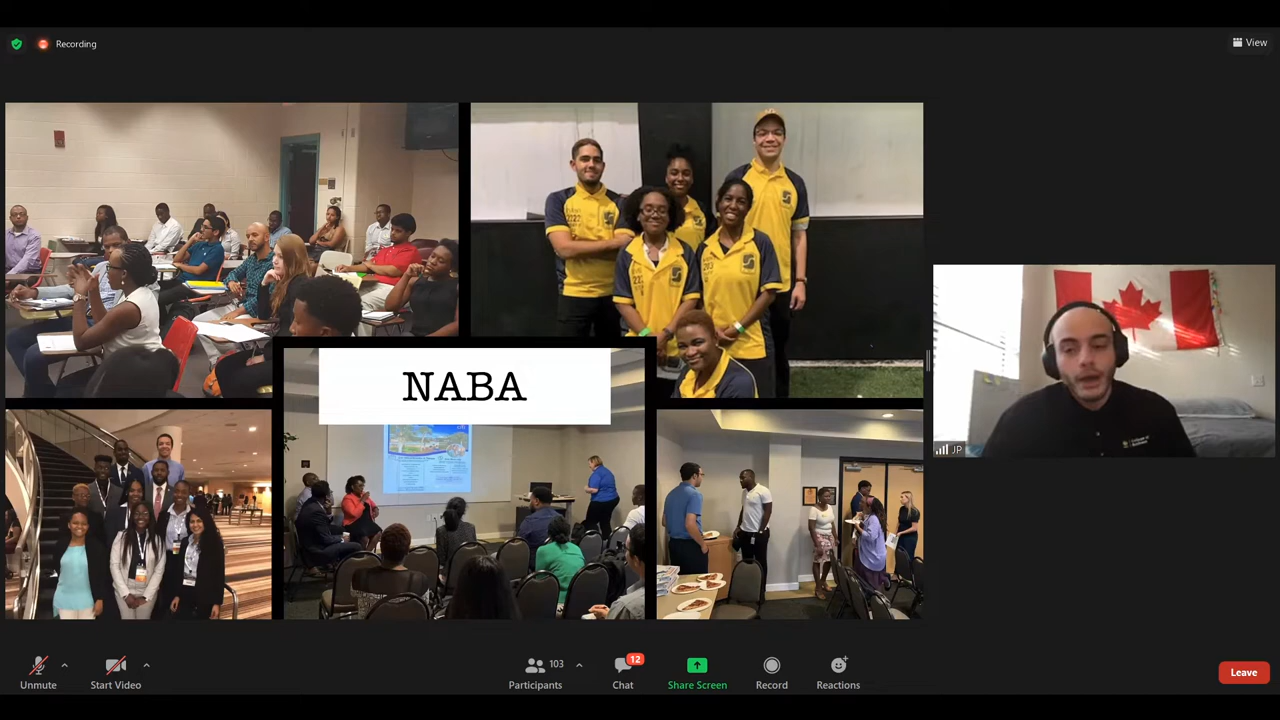 Recording
View
NABA
JP
Unmute
Start Video
Participants
103
Chat
12
Share Screen
Record
Reactions
Leave